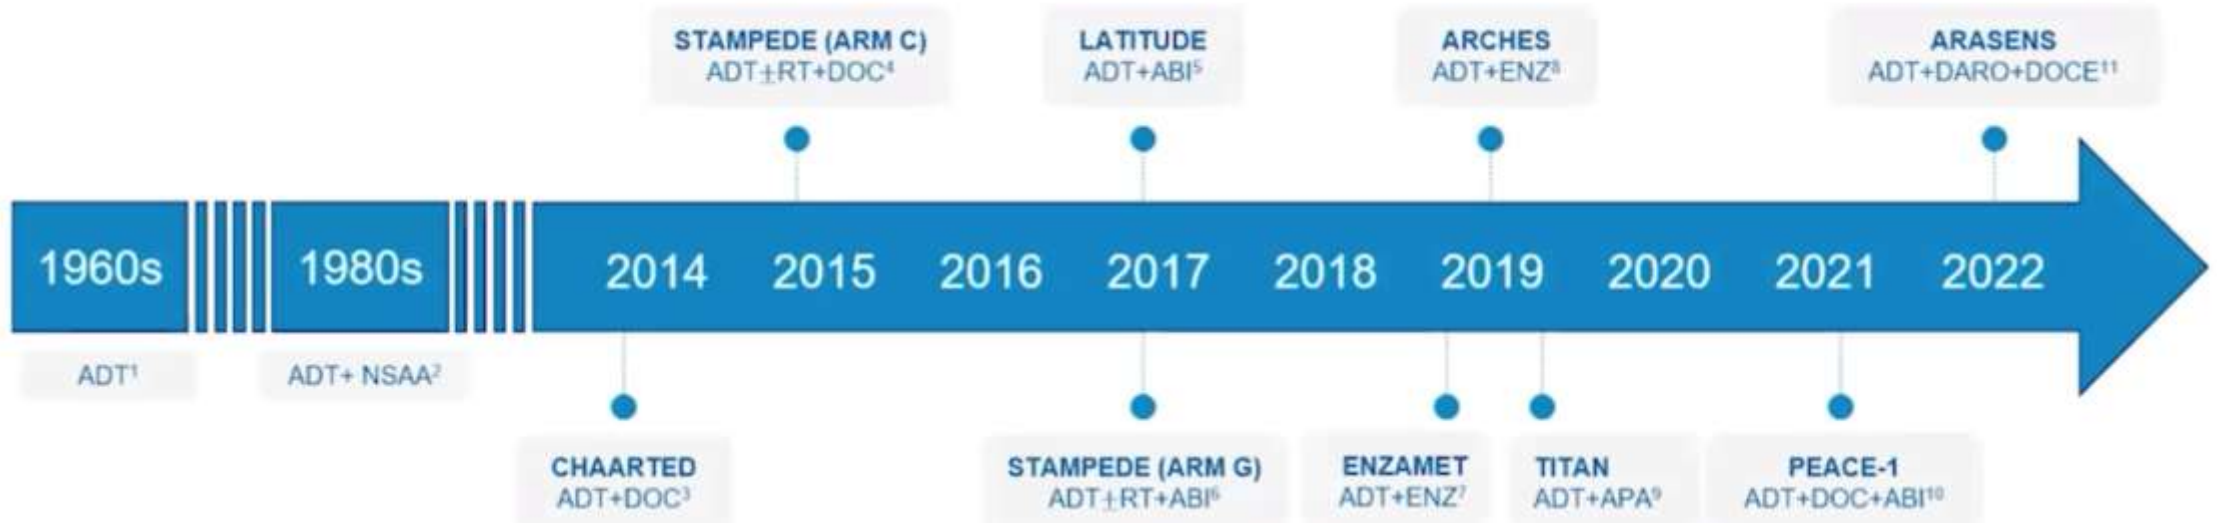 STAMPEDE (ARM C)
ADT±RT+DOC⁴
LATITUDE
ADT+ABI⁵
ARCHES
ADT+ENZ⁸
ARASENS
ADT+DARO+DOCE¹¹
1960s
1980s
2014
2015
2016
2017
2018
2019
2020
2021
2022
ADT¹
ADT+ NSAA²
CHAARTED
ADT+DOC³
STAMPEDE (ARM G)
ADT±RT+ABI⁶
ENZAMET
ADT+ENZ⁷
TITAN
ADT+APA⁹
PEACE-1
ADT+DOC+ABI¹⁰